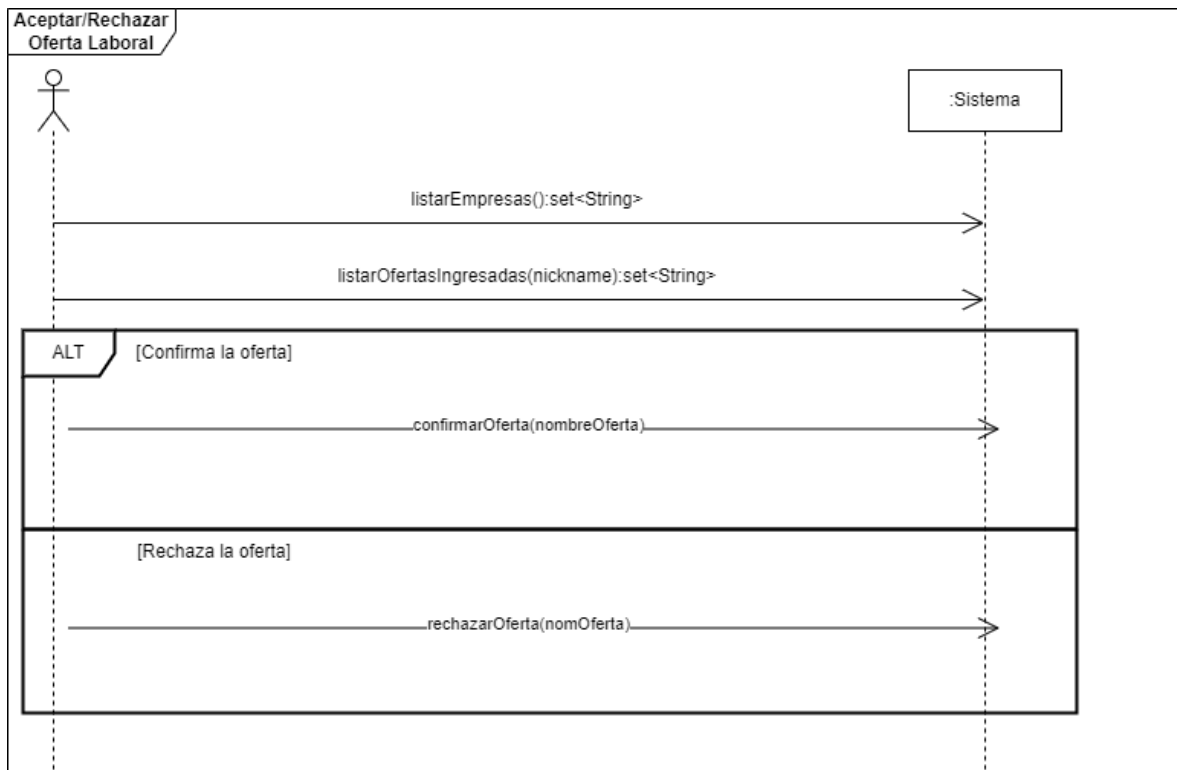 Aceptar/Rechazar
Oferta Laboral
:Sistema
listarEmpresas():set<String>
listarOfertasIngresadas(nickname):set<String>
ALT
[Confirma la oferta]
confirmarOferta(nombreOferta)
[Rechaza la oferta]
rechazarOferta(nomOferta)